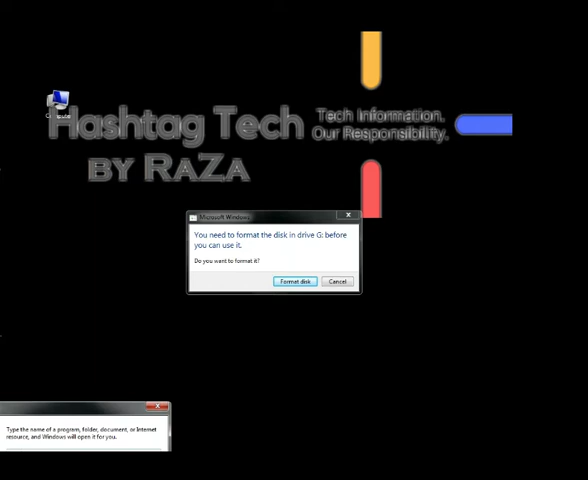 Computer
Hashtag Tech
BY RAZA
Tech Information.
Our Responsibility.
Microsoft Windows
You need to format the disk in drive G: before
you can use it.
Do you want to format it?
Format disk
Cancel
Type the name of a program, folder, document, or Internet
resource, and Windows will open it for you.